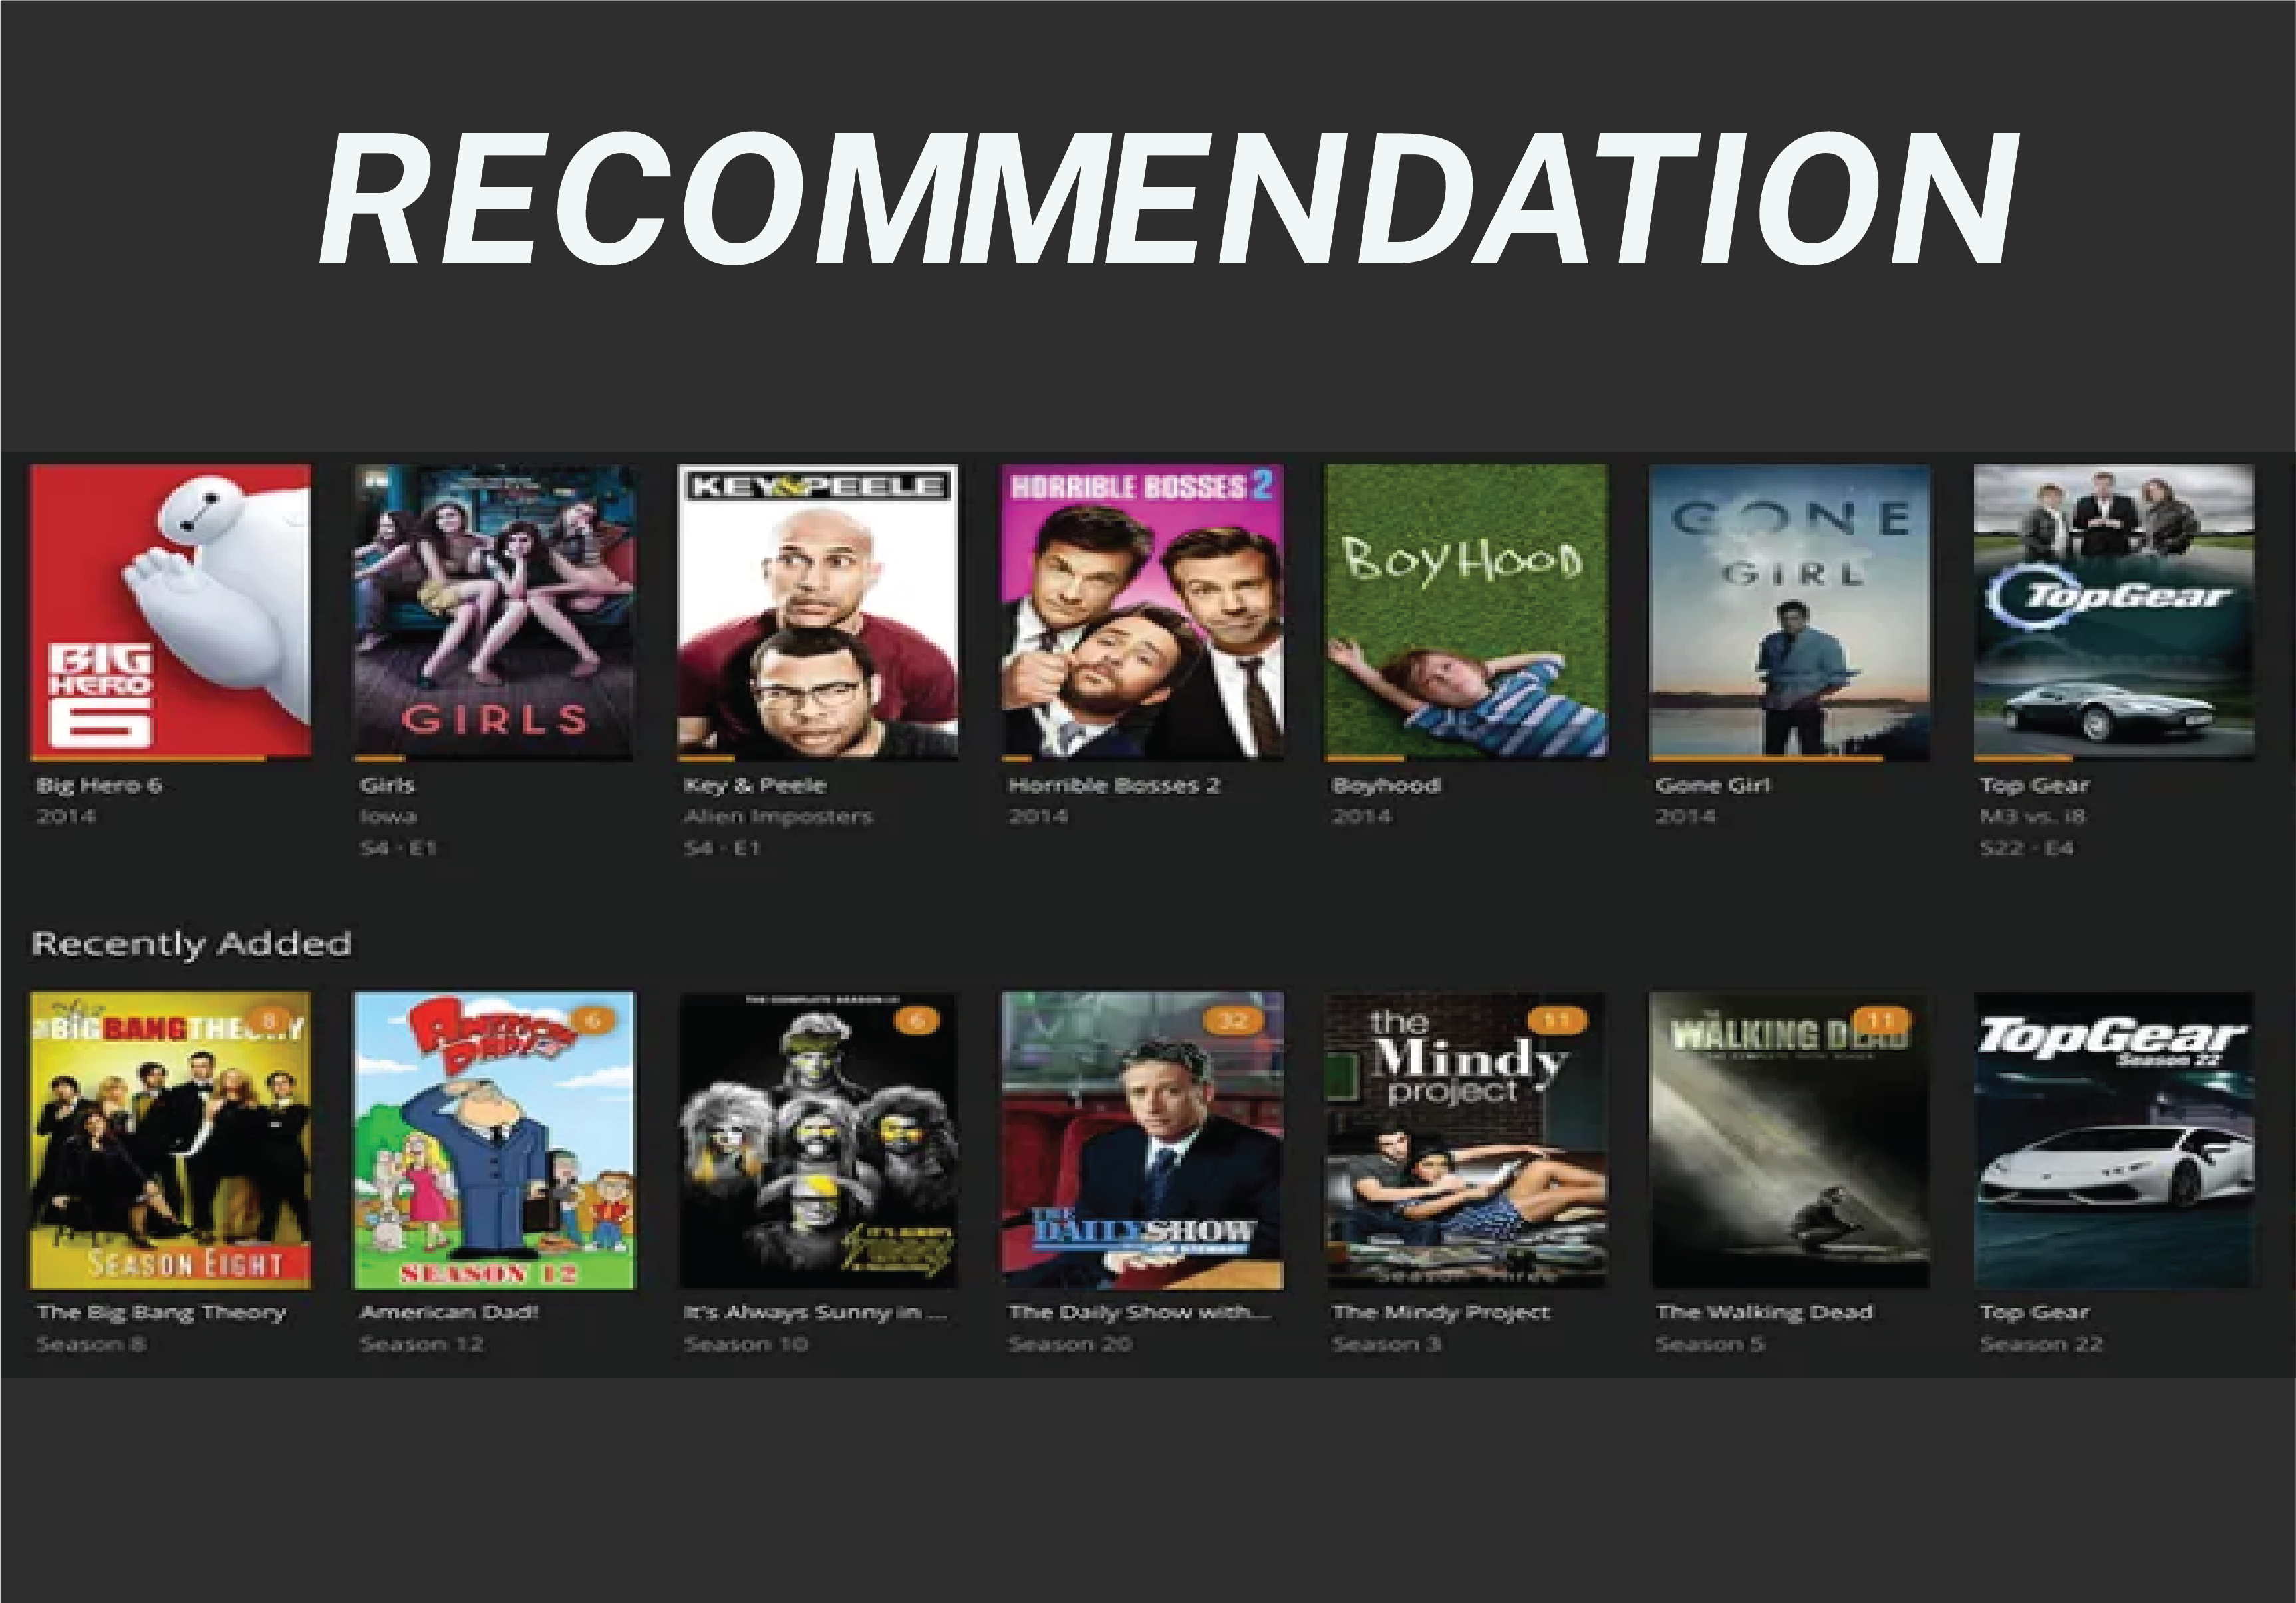 RECOMMENDATION
BIG
HERO
6
GIRLS
KEY & PEELE
HORRIBLE BOSSES 2
BOYHOOD
GONE
GIRL
TopGear
Big Hero 6
2014
Girls
Iowa
S4 · E1
Key & Peele
Alien Imposters
S4 · E1
Horrible Bosses 2
2014
Boyhood
2014
Gone Girl
2014
Top Gear
M3 vs. i8
S22 · E4
Recently Added
BIG BANG THE
8
SEASON EIGHT
AMERICAN
DAD!
6
SEASON 12
THE COMPLETE SEASON
6
IT'S ALWAYS
32
THE
DAILY SHOW
the
Mindy
project
11
Season Three
WALKING DEAD
11
TopGear
Season 22
The Big Bang Theory
Season 8
American Dad!
Season 12
It's Always Sunny in ...
Season 10
The Daily Show with...
Season 20
The Mindy Project
Season 3
The Walking Dead
Season 5
Top Gear
Season 22